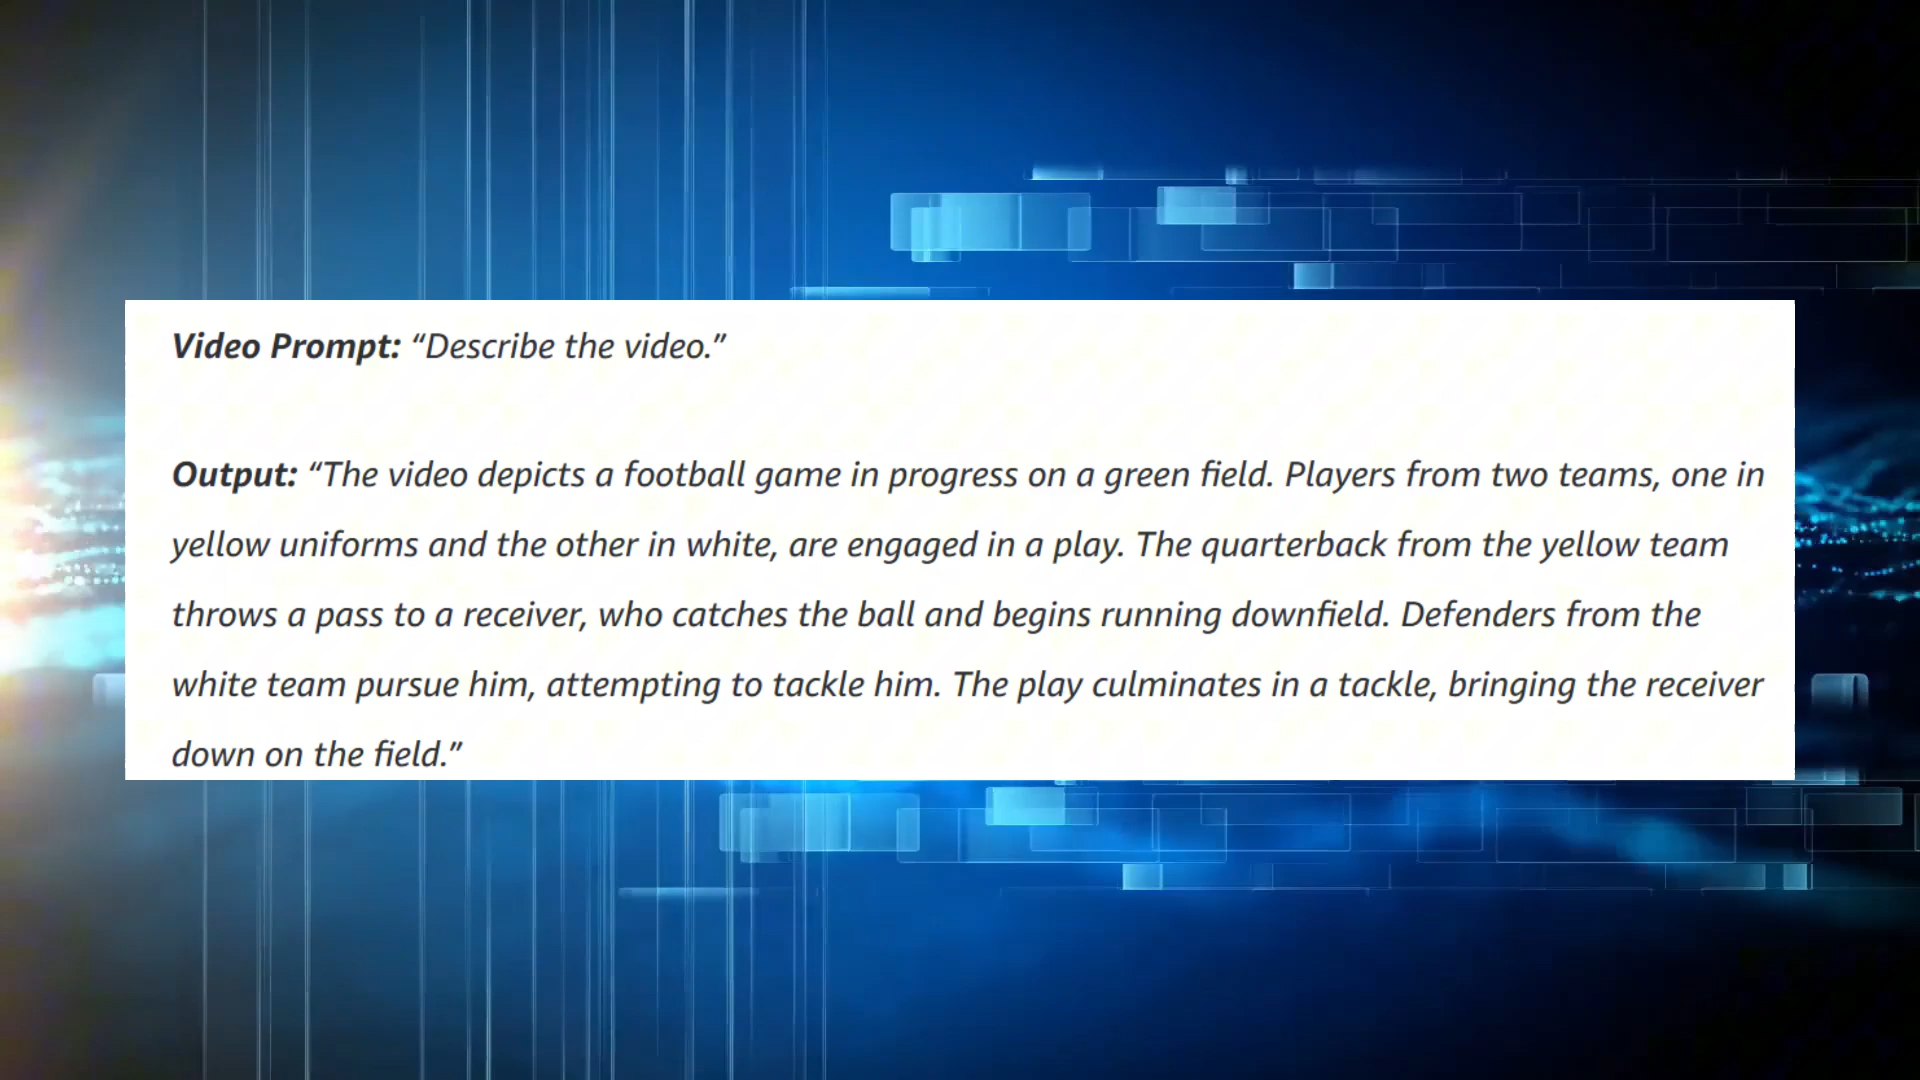 Video Prompt: “Describe the video.”
Output: “The video depicts a football game in progress on a green field. Players from two teams, one in
yellow uniforms and the other in white, are engaged in a play. The quarterback from the yellow team
throws a pass to a receiver, who catches the ball and begins running downfield. Defenders from the
white team pursue him, attempting to tackle him. The play culminates in a tackle, bringing the receiver
down on the field.”